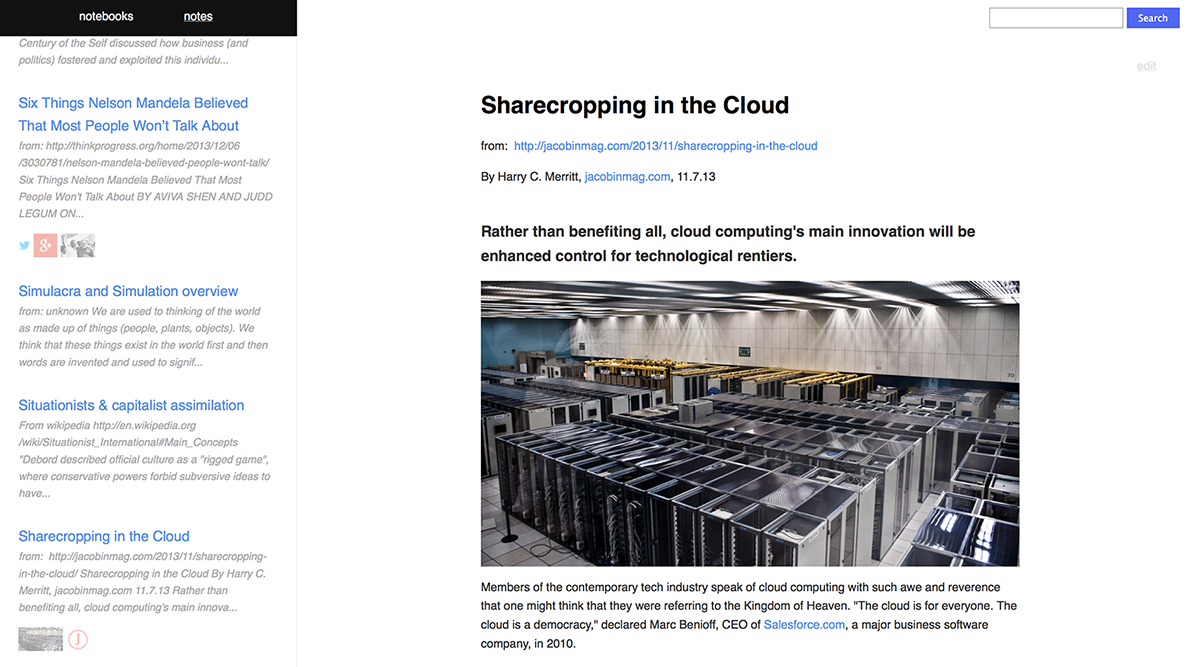 notebooks notes
Search
Century of the Self discussed how business (and
politics) fostered and exploited this individu...
Six Things Nelson Mandela Believed
That Most People Won't Talk About
from: http://thinkprogress.org/home/2013/12/06
/3030781/nelson-mandela-believed-people-wont-talk/
Six Things Nelson Mandela Believed That Most
People Won't Talk About BY AVIVA SHEN AND JUDD
LEGUM ON...
g+
Simulacra and Simulation overview
from: unknown We are used to thinking of the world
as made up of things (people, plants, objects). We
think that these things exist in the world first and then
words are invented and used to signif...
Situationists & capitalist assimilation
From wikipedia http://en.wikipedia.org
/wiki/Situationist_International#Main_Concepts
"Debord described official culture as a "rigged game",
where conservative powers forbid subversive ideas to
have...
Sharecropping in the Cloud
from: http://jacobinmag.com/2013/11/sharecropping-
in-the-cloud/ Sharecropping in the Cloud By Harry C.
Merritt, jacobinmag.com 11.7.13 Rather than
benefiting all, cloud computing's main innova...
J
edit
Sharecropping in the Cloud
from: http://jacobinmag.com/2013/11/sharecropping-in-the-cloud
By Harry C. Merritt, jacobinmag.com, 11.7.13
Rather than benefiting all, cloud computing's main innovation will be
enhanced control for technological rentiers.
Members of the contemporary tech industry speak of cloud computing with such awe and reverence
that one might think that they were referring to the Kingdom of Heaven. "The cloud is for everyone. The
cloud is a democracy," declared Marc Benioff, CEO of Salesforce.com, a major business software
company, in 2010.